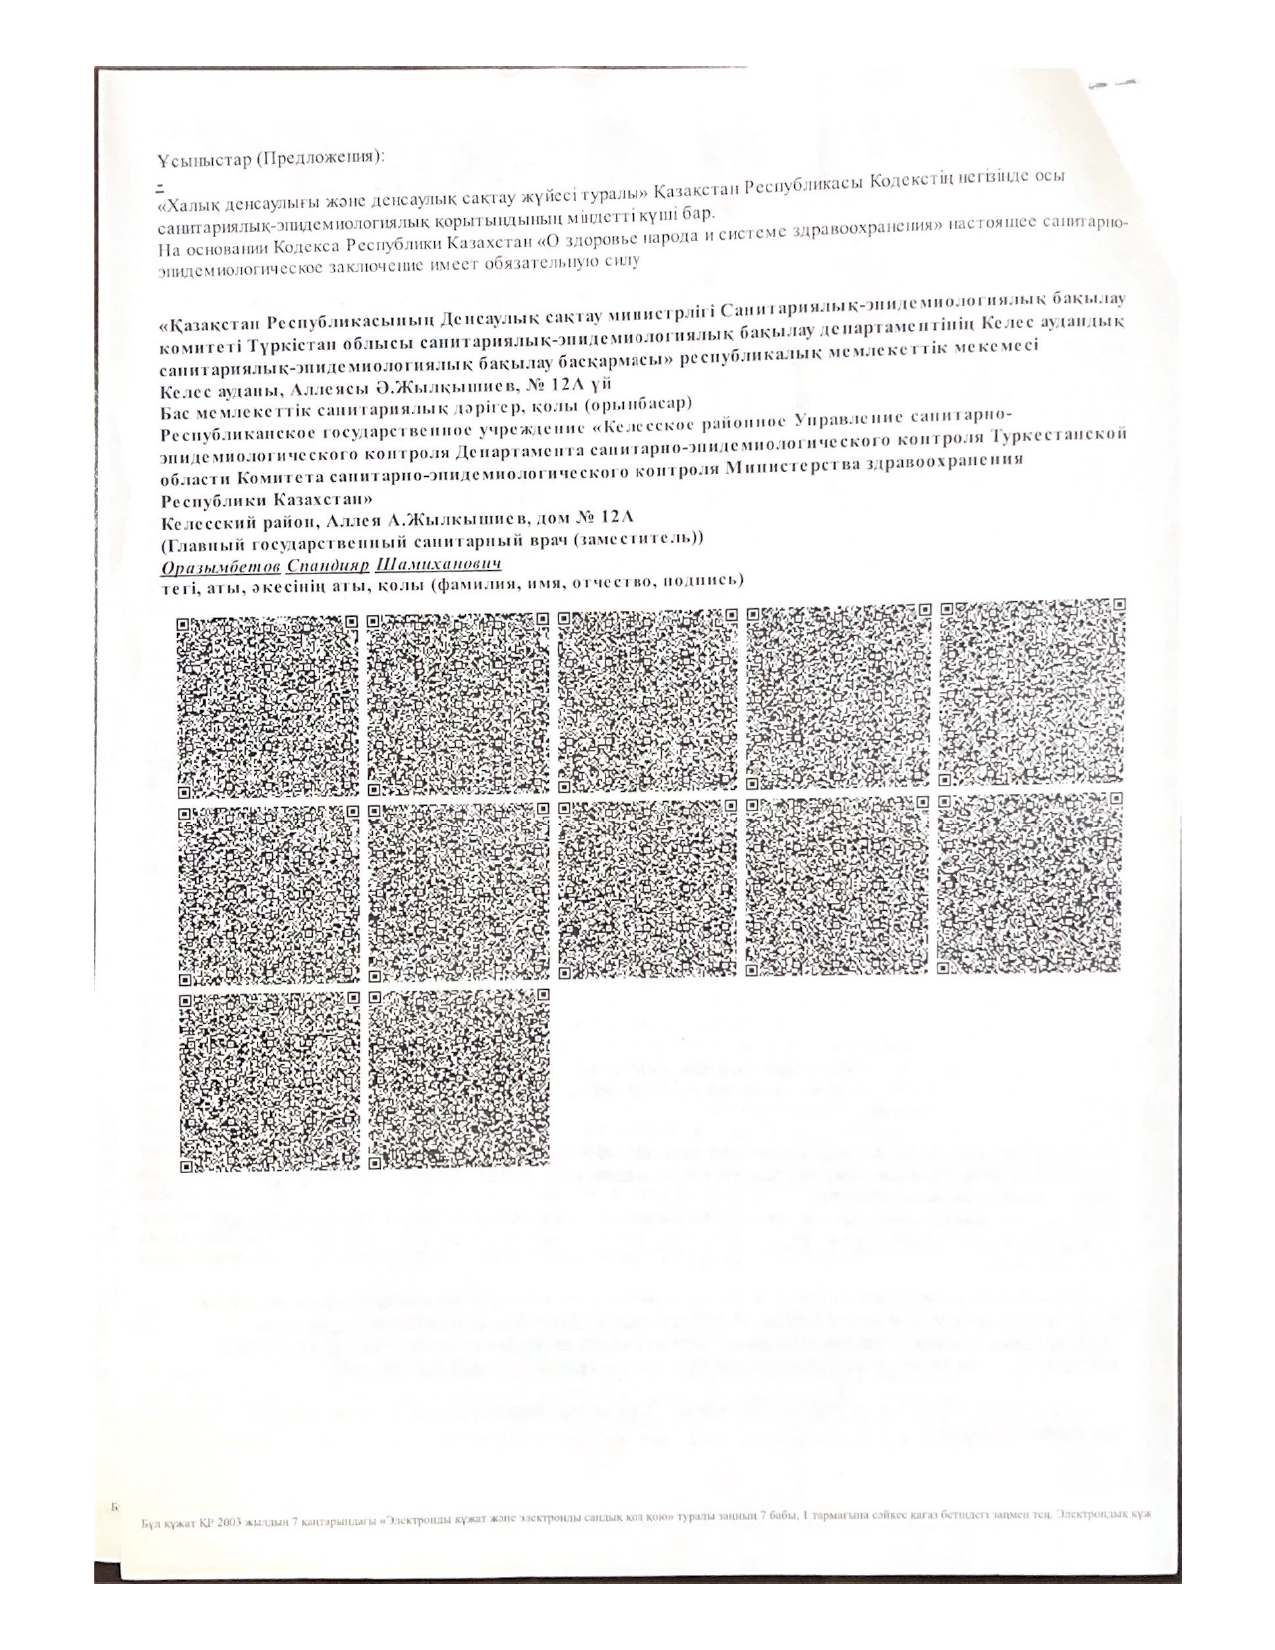 Ұсыныстар (Предложения):
-
«Халық денсаулығы және денсаулық сақтау жүйесі туралы» Қазақстан Республикасы Кодекстің негізінде осы
санитариялық-эпидемиологиялық қорытындының міндетті күші бар.
На основании Кодекса Республики Казахстан «О здоровье народа и системе здравоохранения» настоящее санитарно-
эпидемиологическое заключение имеет обязательную силу
«Қазақстан Республикасының Денсаулық сақтау министрлігі Санитариялық-эпидемиологиялық бақылау
комитеті Түркістан облысы санитариялық-эпидемиологиялық бақылау департаментінің Келес аудандық
санитариялық-эпидемиологиялық бақылау басқармасы» республикалық мемлекеттік мекемесі
Келес ауданы, Аллеясы Ә.Жылқышиев, № 12А үй
Бас мемлекеттік санитариялық дәрігер, қолы (орынбасар)
Республиканское государственное учреждение «Келесское районное Управление санитарно-
эпидемиологического контроля Департамента санитарно-эпидемиологического контроля Туркестанской
области Комитета санитарно-эпидемиологического контроля Министерства здравоохранения
Республики Казахстан»
Келесский район, Аллея А.Жылкышиев, дом № 12А
(Главный государственный санитарный врач (заместитель))
Оразымбетов Спандияр Шамиханович
тегі, аты, әкесінің аты, қолы (фамилия, имя, отчество, подпись)
Б
Бұл құжат ҚР 2003 жылдың 7 қаңтарындағы «Электронды құжат және электронды сандық қол қою» туралы заңның 7 бабы, 1 тармағына сәйкес қағаз бетіндегі заңмен тең. Электрондық құж